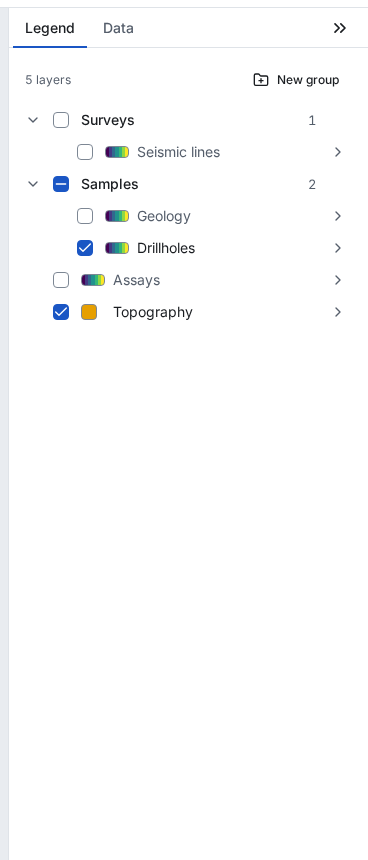 Legend Data
5 layers New group
Surveys 1
Seismic lines
Samples 2
Geology
Drillholes
Assays
Topography